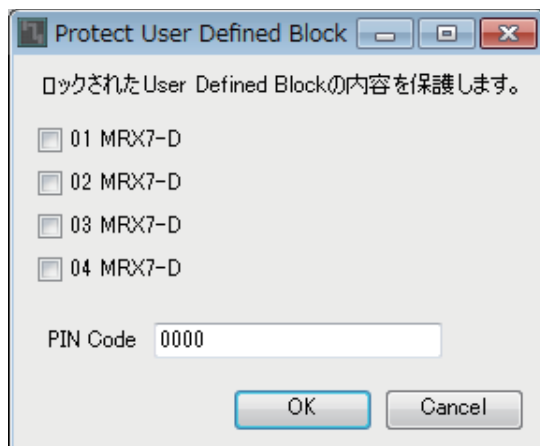 Protect User Defined Block
ロックされたUser Defined Blockの内容を保護します。
01 MRX7-D
02 MRX7-D
03 MRX7-D
04 MRX7-D
PIN Code 0000
OK Cancel